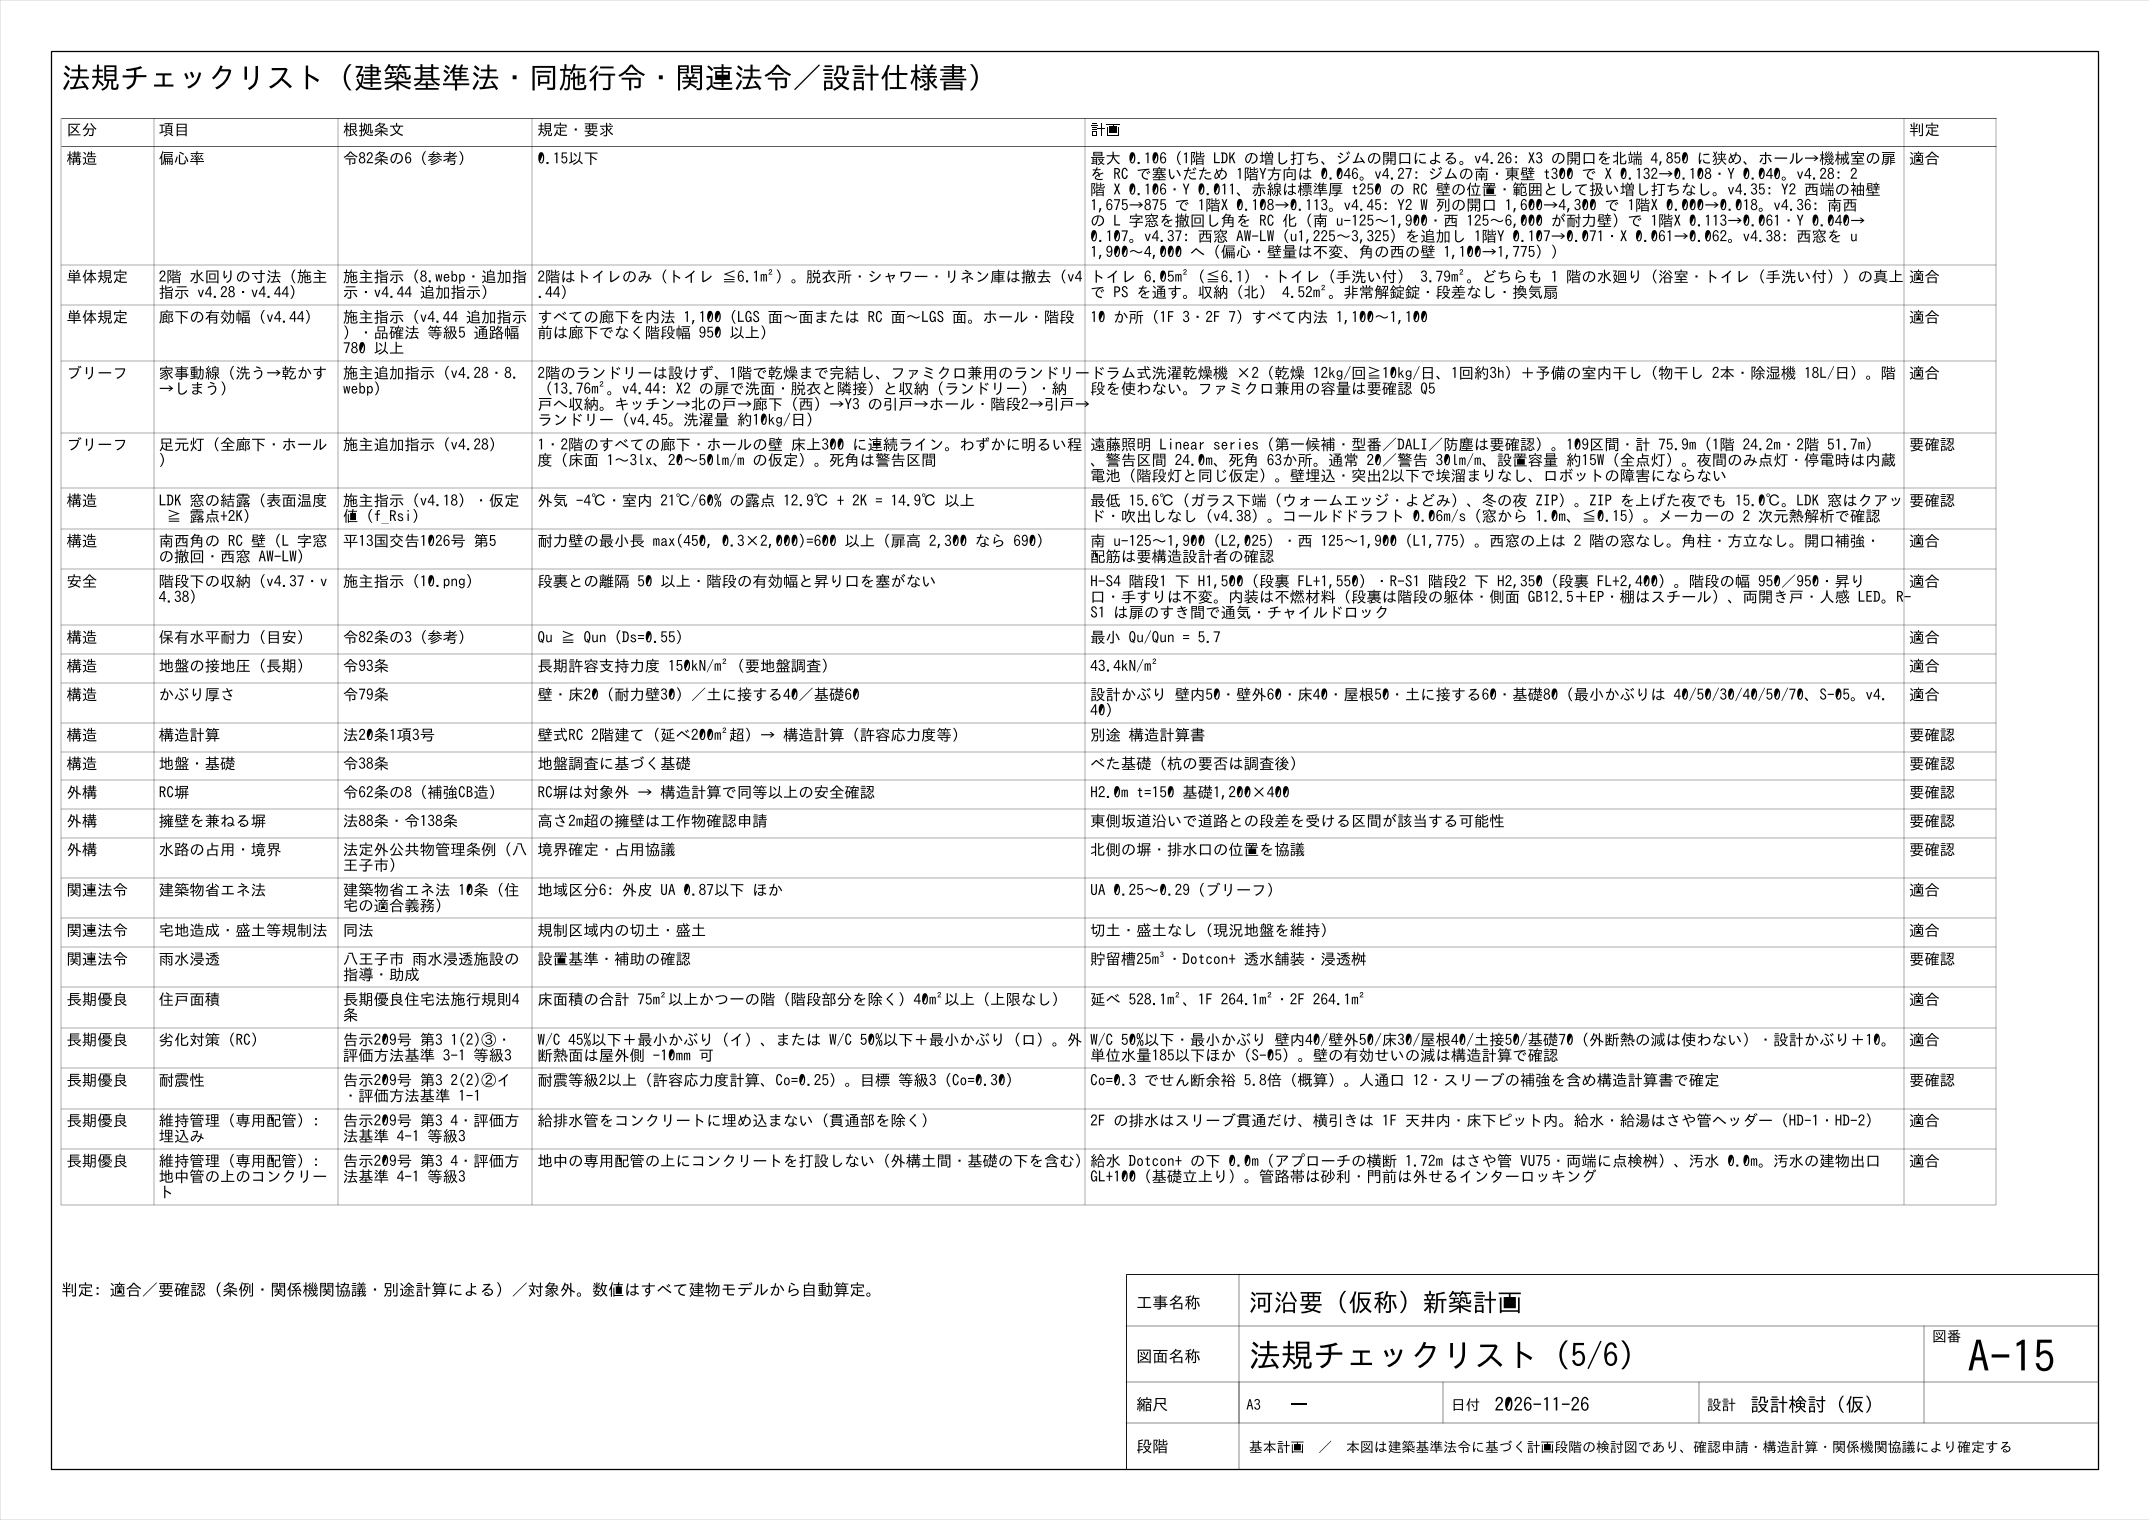 法規チェックリスト（建築基準法・同施行令・関連法令／設計仕様書）
区分 項目 根拠条文 規定・要求 計画 判定
構造 偏心率 令82条の6（参考） 0.15以下 最大 0.106（1階 LDK の増し打ち、ジムの開口による。v4.26: X3 の開口を北端 4,850 に狭め、ホール→機械室の扉 適合
を RC で塞いだため 1階Y方向は 0.046。v4.27: ジムの南・東壁 t300 で X 0.132→0.108・Y 0.040。v4.28: 2
階 X 0.106・Y 0.011、赤線は標準厚 t250 の RC 壁の位置・範囲として扱い増し打ちなし。v4.35: Y2 西端の袖壁
1,675→875 で 1階X 0.108→0.113。v4.45: Y2 W 列の開口 1,600→4,300 で 1階X 0.000→0.018。v4.36: 南西
の L 字窓を撤回し角を RC 化（南 u-125～1,900・西 125～6,000 が耐力壁）で 1階X 0.113→0.061・Y 0.040→
0.107。v4.37: 西窓 AW-LW（u1,225～3,325）を追加し 1階Y 0.107→0.071・X 0.061→0.062。v4.38: 西窓を u
1,900～4,000 へ（偏心・壁量は不変、角の西の壁 1,100→1,775））
単体規定 2階 水回りの寸法（施主 施主指示（8.webp・追加指 2階はトイレのみ（トイレ ≦6.1㎡）。脱衣所・シャワー・リネン庫は撤去（v4 トイレ 6.05㎡（≦6.1）・トイレ（手洗い付） 3.79㎡。どちらも 1 階の水廻り（浴室・トイレ（手洗い付））の真上 適合
指示 v4.28・v4.44） 示・v4.44 追加指示） .44） で PS を通す。収納（北） 4.52㎡。非常解錠錠・段差なし・換気扇
単体規定 廊下の有効幅（v4.44） 施主指示（v4.44 追加指示 すべての廊下を内法 1,100（LGS 面～面または RC 面～LGS 面。ホール・階段 10 か所（1F 3・2F 7）すべて内法 1,100～1,100 適合
）・品確法 等級5 通路幅 前は廊下でなく階段幅 950 以上）
780 以上
ブリーフ 家事動線（洗う→乾かす 施主追加指示（v4.28・8. 2階のランドリーは設けず、1階で乾燥まで完結し、ファミクロ兼用のランドリー ドラム式洗濯乾燥機 ×2（乾燥 12kg/回≧10kg/日、1回約3h）＋予備の室内干し（物干し 2本・除湿機 18L/日）。階 適合
→しまう） webp） （13.76㎡。v4.44: X2 の扉で洗面・脱衣と隣接）と収納（ランドリー）・納 段を使わない。ファミクロ兼用の容量は要確認 Q5
戸へ収納。キッチン→北の戸→廊下（西）→Y3 の引戸→ホール・階段2→引戸→
ランドリー（v4.45。洗濯量 約10kg/日）
ブリーフ 足元灯（全廊下・ホール 施主追加指示（v4.28） 1・2階のすべての廊下・ホールの壁 床上300 に連続ライン。わずかに明るい程 遠藤照明 Linear series（第一候補・型番／DALI／防塵は要確認）。109区間・計 75.9m（1階 24.2m・2階 51.7m） 要確認
） 度（床面 1～3lx、20～50lm/m の仮定）。死角は警告区間 、警告区間 24.0m、死角 63か所。通常 20／警告 30lm/m、設置容量 約15W（全点灯）。夜間のみ点灯・停電時は内蔵
電池（階段灯と同じ仮定）。壁埋込・突出2以下で埃溜まりなし、ロボットの障害にならない
構造 LDK 窓の結露（表面温度 施主指示（v4.18）・仮定 外気 -4℃・室内 21℃/60% の露点 12.9℃ + 2K = 14.9℃ 以上 最低 15.6℃（ガラス下端（ウォームエッジ・よどみ）、冬の夜 ZIP）。ZIP を上げた夜でも 15.0℃。LDK 窓はクアッ 要確認
≧ 露点+2K） 値（f_Rsi） ド・吹出しなし（v4.38）。コールドドラフト 0.06m/s（窓から 1.0m、≦0.15）。メーカーの 2 次元熱解析で確認
構造 南西角の RC 壁（L 字窓 平13国交告1026号 第5 耐力壁の最小長 max(450, 0.3×2,000)=600 以上（扉高 2,300 なら 690） 南 u-125～1,900（L2,025）・西 125～1,900（L1,775）。西窓の上は 2 階の窓なし。角柱・方立なし。開口補強・ 適合
の撤回・西窓 AW-LW） 配筋は要構造設計者の確認
安全 階段下の収納（v4.37・v 施主指示（10.png） 段裏との離隔 50 以上・階段の有効幅と昇り口を塞がない H-S4 階段1 下 H1,500（段裏 FL+1,550）・R-S1 階段2 下 H2,350（段裏 FL+2,400）。階段の幅 950／950・昇り 適合
4.38） 口・手すりは不変。内装は不燃材料（段裏は階段の躯体・側面 GB12.5＋EP・棚はスチール）、両開き戸・人感 LED。R-
S1 は扉のすき間で通気・チャイルドロック
構造 保有水平耐力（目安） 令82条の3（参考） Qu ≧ Qun（Ds=0.55） 最小 Qu/Qun = 5.7 適合
構造 地盤の接地圧（長期） 令93条 長期許容支持力度 150kN/㎡（要地盤調査） 43.4kN/㎡ 適合
構造 かぶり厚さ 令79条 壁・床20（耐力壁30）／土に接する40／基礎60 設計かぶり 壁内50・壁外60・床40・屋根50・土に接する60・基礎80（最小かぶりは 40/50/30/40/50/70、S-05。v4. 適合
40）
構造 構造計算 法20条1項3号 壁式RC 2階建て（延べ200㎡超）→ 構造計算（許容応力度等） 別途 構造計算書 要確認
構造 地盤・基礎 令38条 地盤調査に基づく基礎 べた基礎（杭の要否は調査後） 要確認
外構 RC塀 令62条の8（補強CB造） RC塀は対象外 → 構造計算で同等以上の安全確認 H2.0m t=150 基礎1,200×400 要確認
外構 擁壁を兼ねる塀 法88条・令138条 高さ2m超の擁壁は工作物確認申請 東側坂道沿いで道路との段差を受ける区間が該当する可能性 要確認
外構 水路の占用・境界 法定外公共物管理条例（八 境界確定・占用協議 北側の塀・排水口の位置を協議 要確認
王子市）
関連法令 建築物省エネ法 建築物省エネ法 10条（住 地域区分6: 外皮 UA 0.87以下 ほか UA 0.25～0.29（ブリーフ） 適合
宅の適合義務）
関連法令 宅地造成・盛土等規制法 同法 規制区域内の切土・盛土 切土・盛土なし（現況地盤を維持） 適合
関連法令 雨水浸透 八王子市 雨水浸透施設の 設置基準・補助の確認 貯留槽25㎥・Dotcon+ 透水舗装・浸透桝 要確認
指導・助成
長期優良 住戸面積 長期優良住宅法施行規則4 床面積の合計 75㎡以上かつ一の階（階段部分を除く）40㎡以上（上限なし） 延べ 528.1㎡、1F 264.1㎡・2F 264.1㎡ 適合
条
長期優良 劣化対策（RC） 告示209号 第3 1(2)③・ W/C 45%以下＋最小かぶり（イ）、または W/C 50%以下＋最小かぶり（ロ）。外 W/C 50%以下・最小かぶり 壁内40/壁外50/床30/屋根40/土接50/基礎70（外断熱の減は使わない）・設計かぶり＋10。 適合
評価方法基準 3-1 等級3 断熱面は屋外側 -10mm 可 単位水量185以下ほか（S-05）。壁の有効せいの減は構造計算で確認
長期優良 耐震性 告示209号 第3 2(2)②イ 耐震等級2以上（許容応力度計算、Co=0.25）。目標 等級3（Co=0.30） Co=0.3 でせん断余裕 5.8倍（概算）。人通口 12・スリーブの補強を含め構造計算書で確定 要確認
・評価方法基準 1-1
長期優良 維持管理（専用配管）: 告示209号 第3 4・評価方 給排水管をコンクリートに埋め込まない（貫通部を除く） 2F の排水はスリーブ貫通だけ、横引きは 1F 天井内・床下ピット内。給水・給湯はさや管ヘッダー（HD-1・HD-2） 適合
埋込み 法基準 4-1 等級3
長期優良 維持管理（専用配管）: 告示209号 第3 4・評価方 地中の専用配管の上にコンクリートを打設しない（外構土間・基礎の下を含む） 給水 Dotcon+ の下 0.0m（アプローチの横断 1.72m はさや管 VU75・両端に点検桝）、汚水 0.0m。汚水の建物出口 適合
地中管の上のコンクリー 法基準 4-1 等級3 GL+100（基礎立上り）。管路帯は砂利・門前は外せるインターロッキング
ト
判定: 適合／要確認（条例・関係機関協議・別途計算による）／対象外。数値はすべて建物モデルから自動算定。
工事名称 河沿要（仮称）新築計画
図面名称 法規チェックリスト（5/6） 図番 A-15
縮尺 A3 ー 日付 2026-11-26 設計 設計検討（仮）
段階 基本計画 ／ 本図は建築基準法令に基づく計画段階の検討図であり、確認申請・構造計算・関係機関協議により確定する